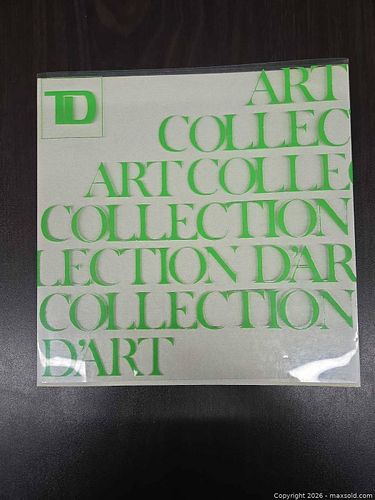 TD
ART
COLLEC
ART COLLE
COLLECTION
LECTION D'AR
COLLECTION
D'ART
Copyright 2026 - maxsold.com